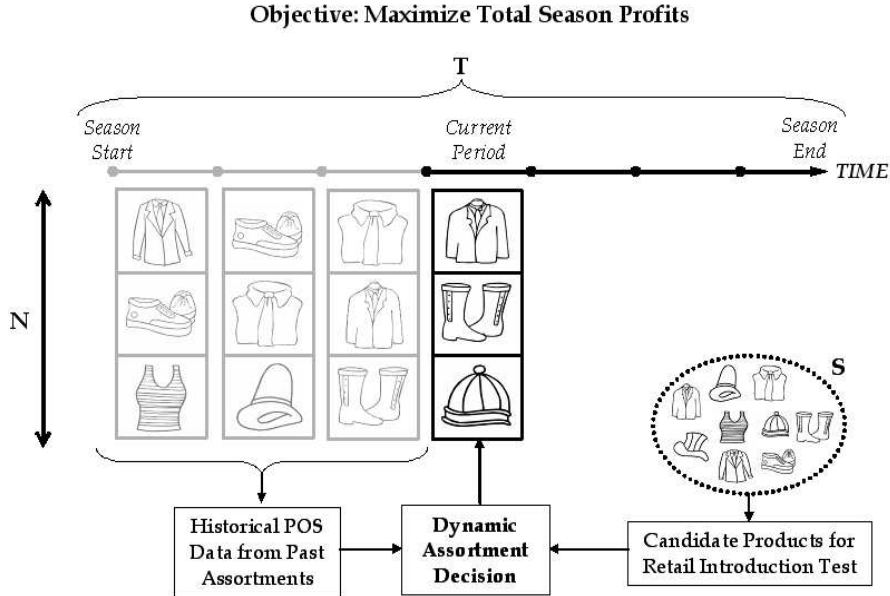 Objective: Maximize Total Season Profits
T
Season
Start
Current
Period
Season
End
TIME
N
S
Historical POS
Data from Past
Assortments
Dynamic
Assortment
Decision
Candidate Products for
Retail Introduction Test